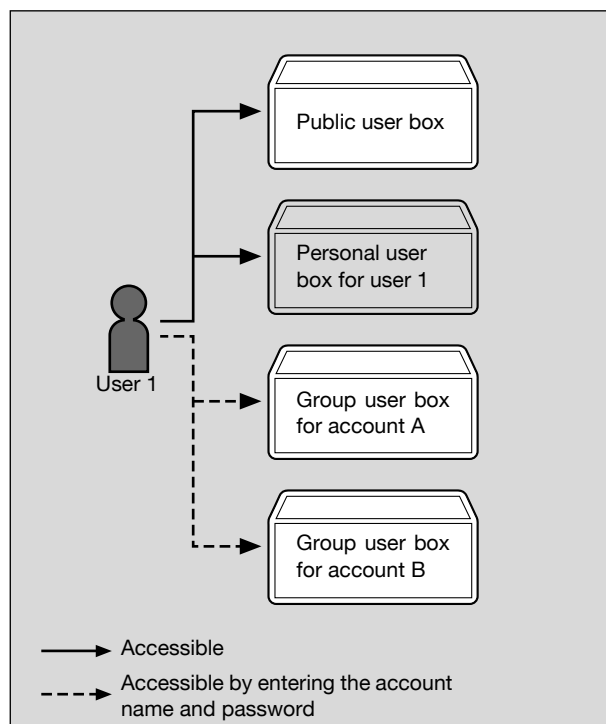 Public user box
Personal user
box for user 1
User 1
Group user box
for account A
Group user box
for account B
Accessible
Accessible by entering the account
name and password